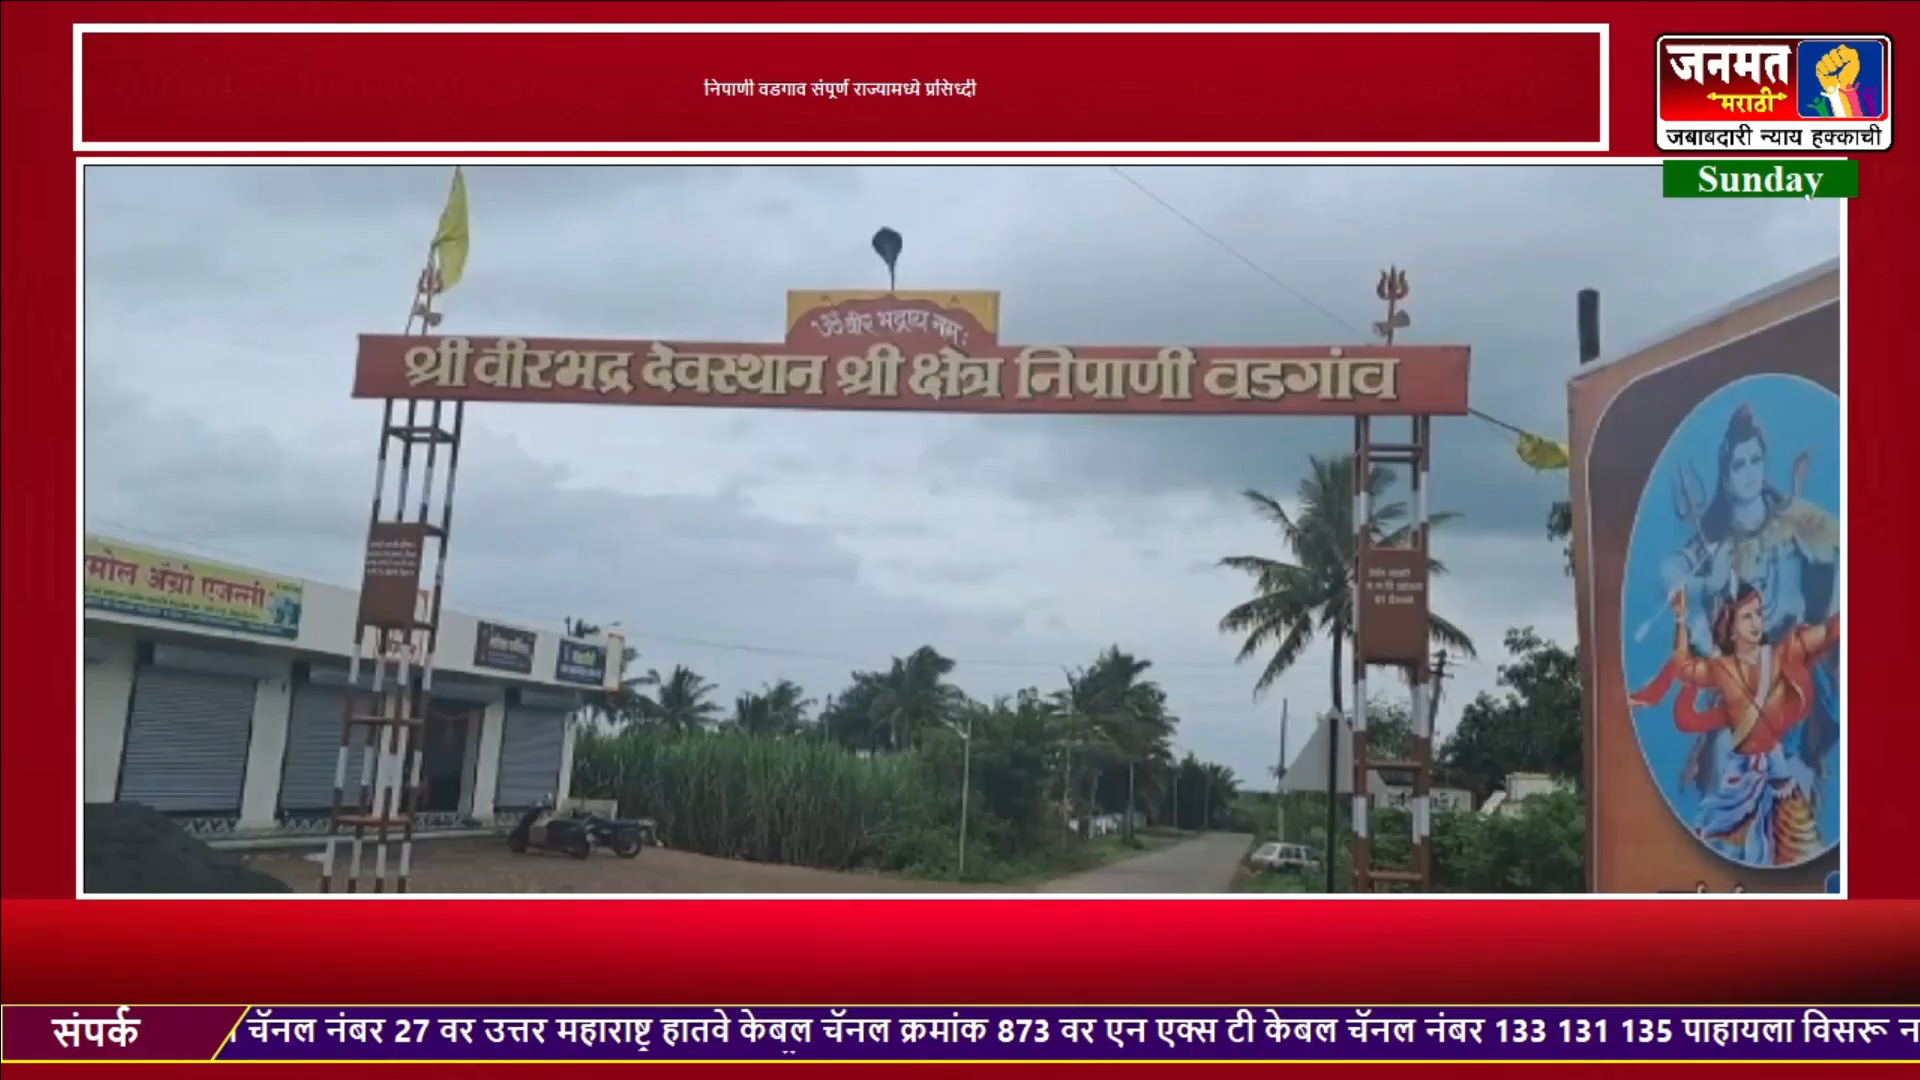 निपाणी वडगाव संपूर्ण राज्यामध्ये प्रसिध्दी
जनमत
मराठी
जबाबदारी न्याय हक्काची
Sunday
ॐ वीर भद्राय नमः
श्री वीरभद्र देवस्थान श्री क्षेत्र निपाणी वडगांव
मोल अॅग्रो एजन्सी
संपर्क
चॅनल नंबर 27 वर उत्तर महाराष्ट्र हातवे केबल चॅनल क्रमांक 873 वर एन एक्स टी केबल चॅनल नंबर 133 131 135 पाहायला विसरू न